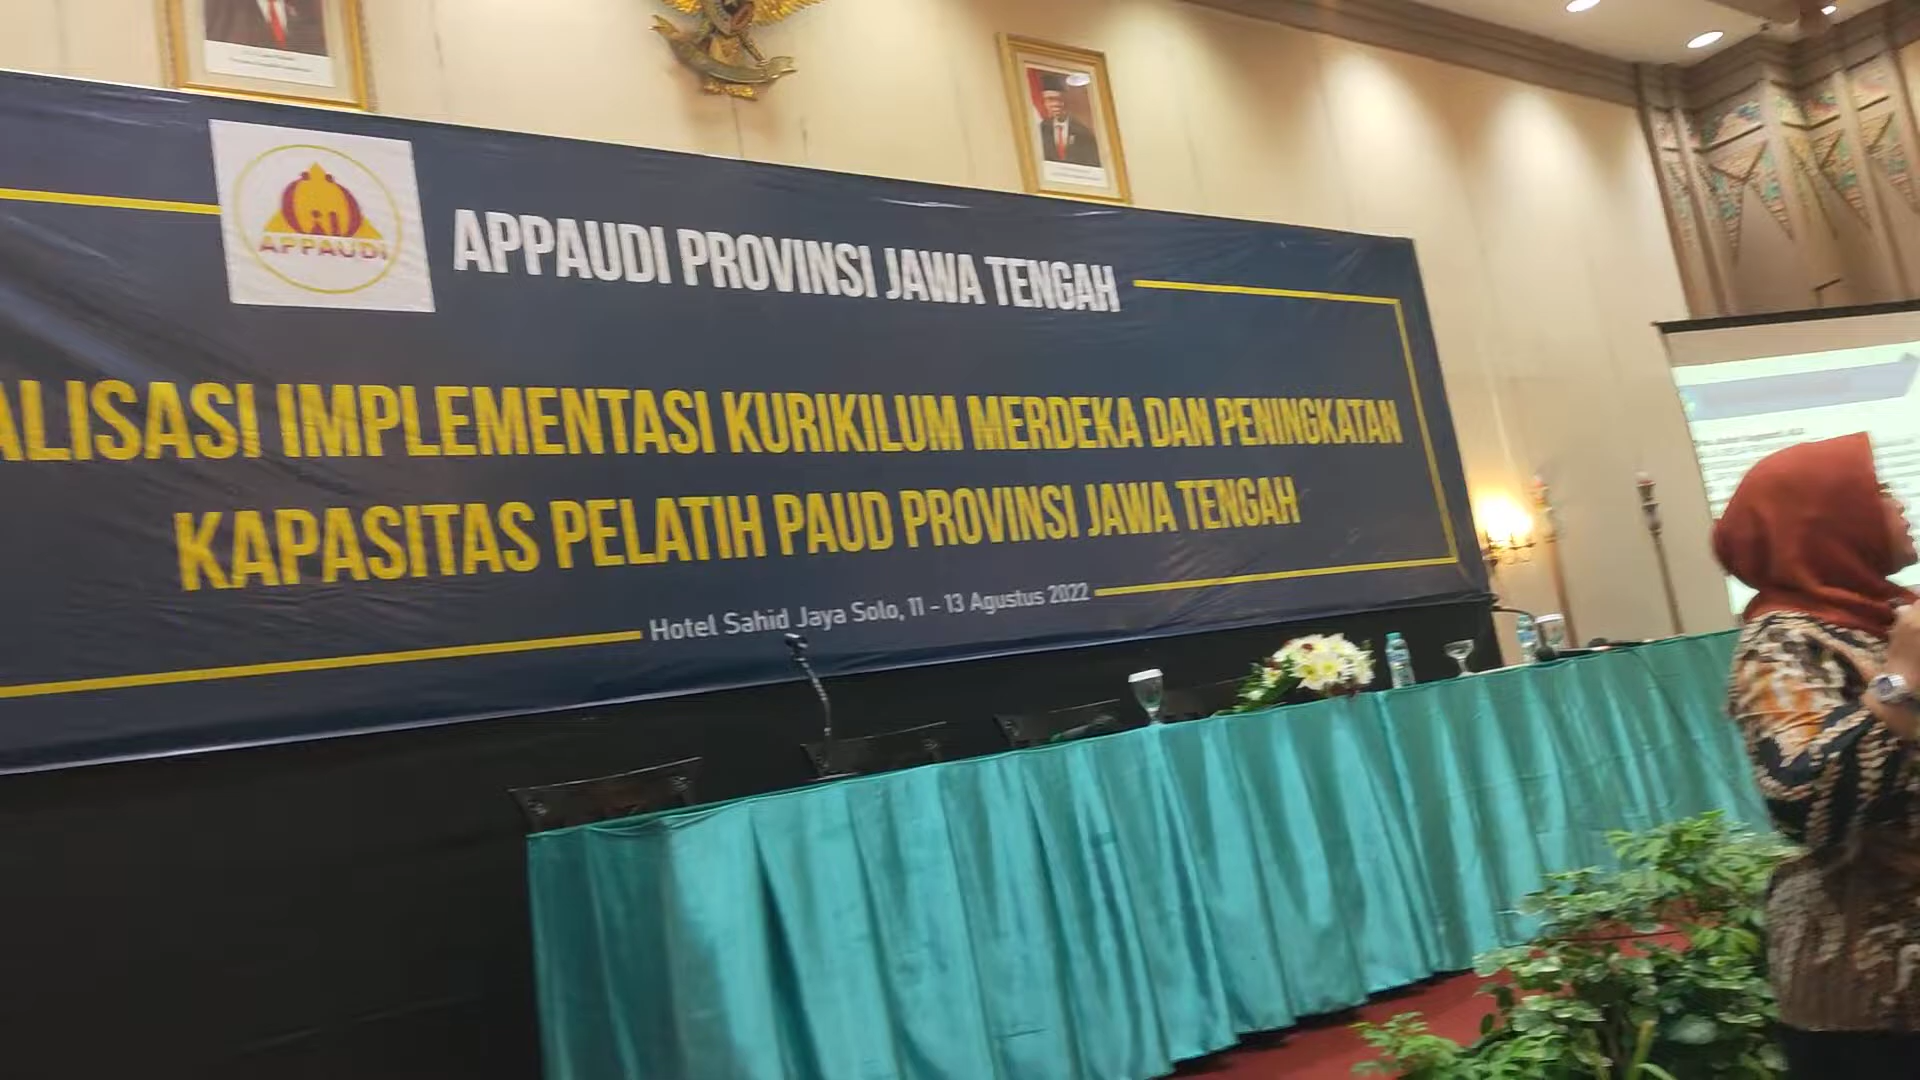 APPAUDI
APPAUDI PROVINSI JAWA TENGAH
ALISASI IMPLEMENTASI KURIKILUM MERDEKA DAN PENINGKATAN
KAPASITAS PELATIH PAUD PROVINSI JAWA TENGAH
Hotel Sahid Jaya Solo, 11 - 13 Agustus 2022